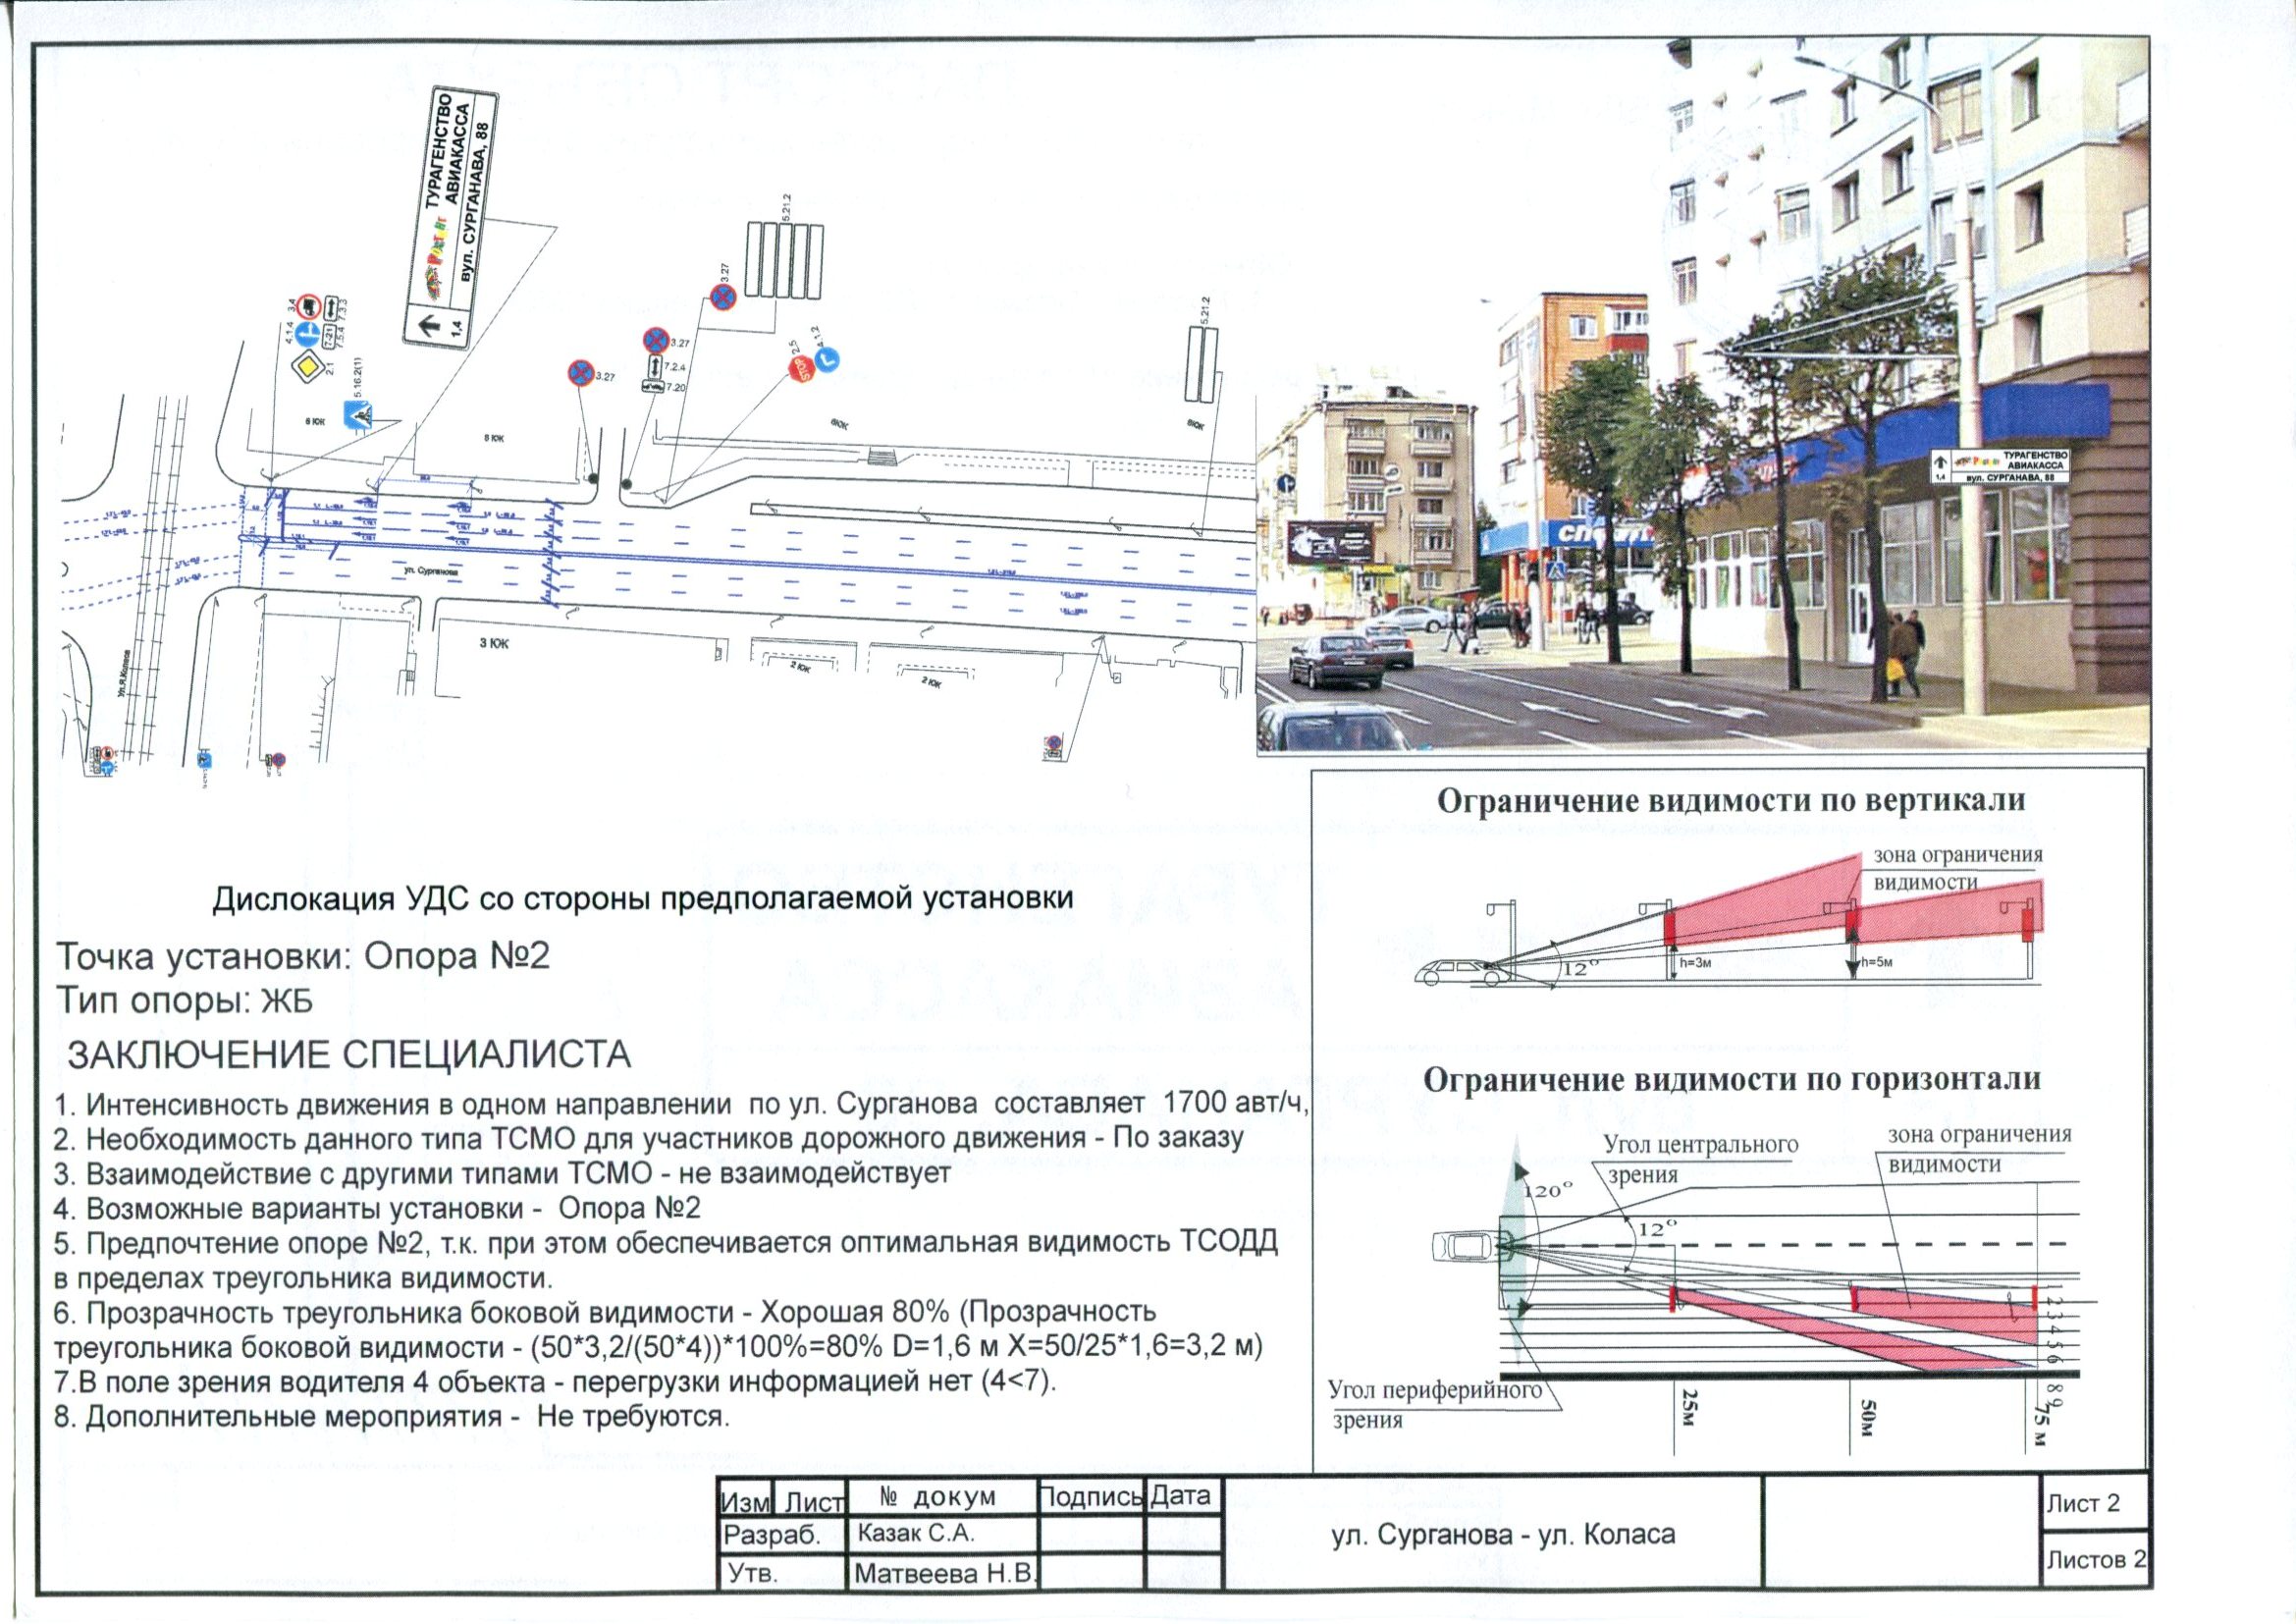 ТУРАГЕНСТВО
АВИАКАССА
вул. СУРГАНАВА, 88
1,4
3.4
4.1.4
7.3.3
7-21
7.5.4
2.1
5.16.2(1)
3.27
3.27
7.2.4
7.20
3.27
5.21.2
2.5
STOP
4.1.2
5.21.2
6 КЖ
8 КЖ
8КЖ
8КЖ
ул. Сурганова
3 КЖ
2 КЖ
2 КЖ
Ул.Я.Коласа
ТУРАГЕНСТВО
АВИАКАССА
1,4
вул. СУРГАНАВА, 88
Дислокация УДС со стороны предполагаемой установки
Точка установки: Опора №2
Тип опоры: ЖБ
ЗАКЛЮЧЕНИЕ СПЕЦИАЛИСТА
1. Интенсивность движения в одном направлении по ул. Сурганова составляет 1700 авт/ч,
2. Необходимость данного типа ТСМО для участников дорожного движения - По заказу
3. Взаимодействие с другими типами ТСМО - не взаимодействует
4. Возможные варианты установки - Опора №2
5. Предпочтение опоре №2, т.к. при этом обеспечивается оптимальная видимость ТСОДД
в пределах треугольника видимости.
6. Прозрачность треугольника боковой видимости - Хорошая 80% (Прозрачность
треугольника боковой видимости - (50*3,2/(50*4))*100%=80% D=1,6 м X=50/25*1,6=3,2 м)
7.В поле зрения водителя 4 объекта - перегрузки информацией нет (4<7).
8. Дополнительные мероприятия - Не требуются.
Ограничение видимости по вертикали
зона ограничения
видимости
12°
h=3м
h=5м
Ограничение видимости по горизонтали
Угол центрального
зрения
зона ограничения
видимости
120°
12°
Угол периферийного
зрения
25м
50м
75 м
1 2 3 4 5 6 8 9
Изм Лист № докум Подпись Дата
Разраб. Казак С.А.
Утв. Матвеева Н.В.
ул. Сурганова - ул. Коласа
Лист 2
Листов 2